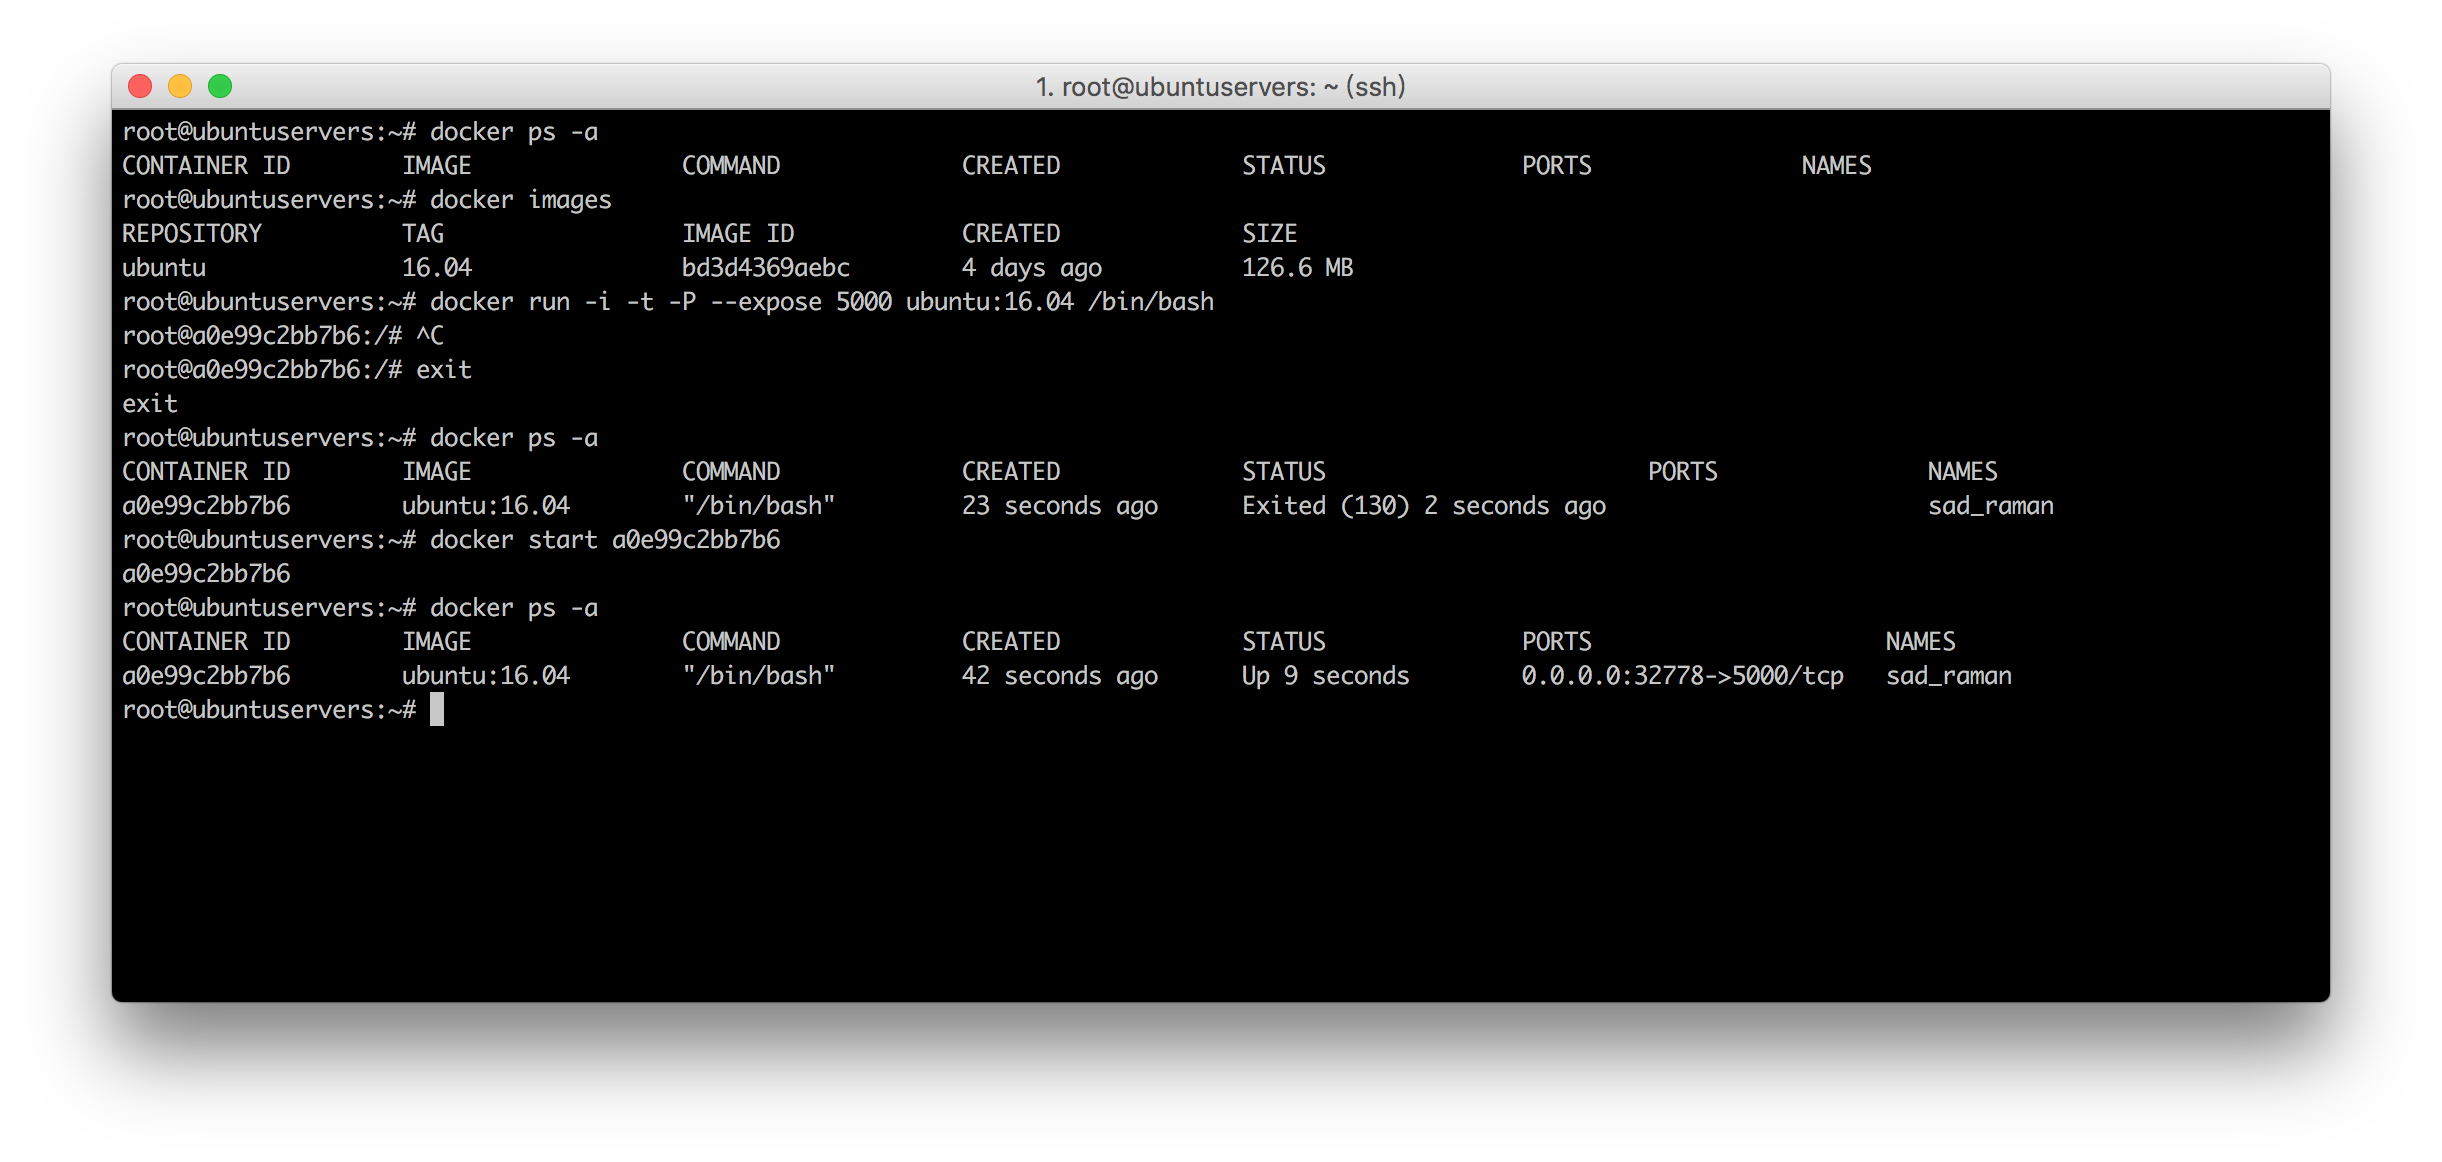 1. root@ubuntuservers: ~ (ssh)
root@ubuntuservers:~# docker ps -a
CONTAINER ID        IMAGE               COMMAND             CREATED             STATUS              PORTS               NAMES
root@ubuntuservers:~# docker images
REPOSITORY          TAG                 IMAGE ID            CREATED             SIZE
ubuntu              16.04               bd3d4369aebc        4 days ago          126.6 MB
root@ubuntuservers:~# docker run -i -t -P --expose 5000 ubuntu:16.04 /bin/bash
root@a0e99c2bb7b6:/# ^C
root@a0e99c2bb7b6:/# exit
exit
root@ubuntuservers:~# docker ps -a
CONTAINER ID        IMAGE               COMMAND             CREATED             STATUS                       PORTS               NAMES
a0e99c2bb7b6        ubuntu:16.04        "/bin/bash"         23 seconds ago      Exited (130) 2 seconds ago                       sad_raman
root@ubuntuservers:~# docker start a0e99c2bb7b6
a0e99c2bb7b6
root@ubuntuservers:~# docker ps -a
CONTAINER ID        IMAGE               COMMAND             CREATED             STATUS              PORTS                     NAMES
a0e99c2bb7b6        ubuntu:16.04        "/bin/bash"         42 seconds ago      Up 9 seconds        0.0.0.0:32778->5000/tcp   sad_raman
root@ubuntuservers:~#